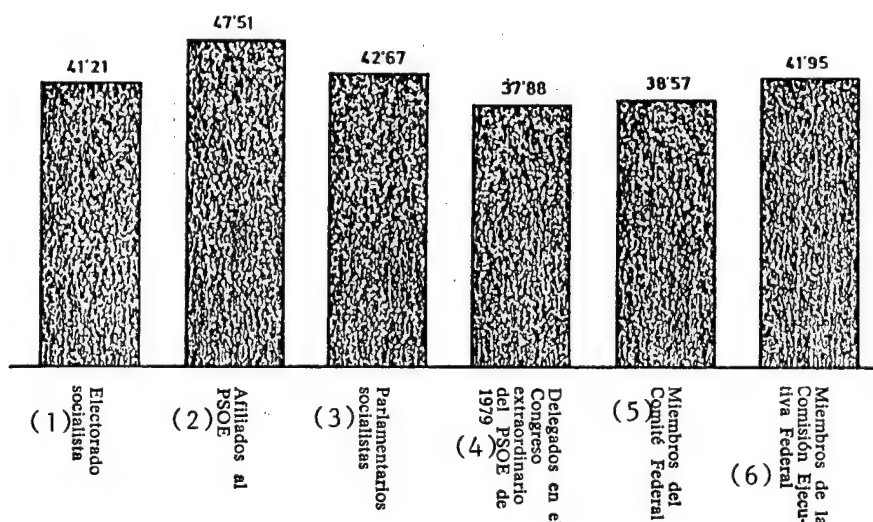 41'21
47'51
42'67
37'88
38'57
41'95
(1)
Electorado
socialista
(2)
Afiliados al
PSOE
(3)
Parlamentarios
socialistas
(4)
Delegados en e
Congreso
extraordinario
del PSOE de
1979
(5)
Miembros del
Comité Federal
(6)
Miembros de la
Comisión Ejecu-
tiva Federal